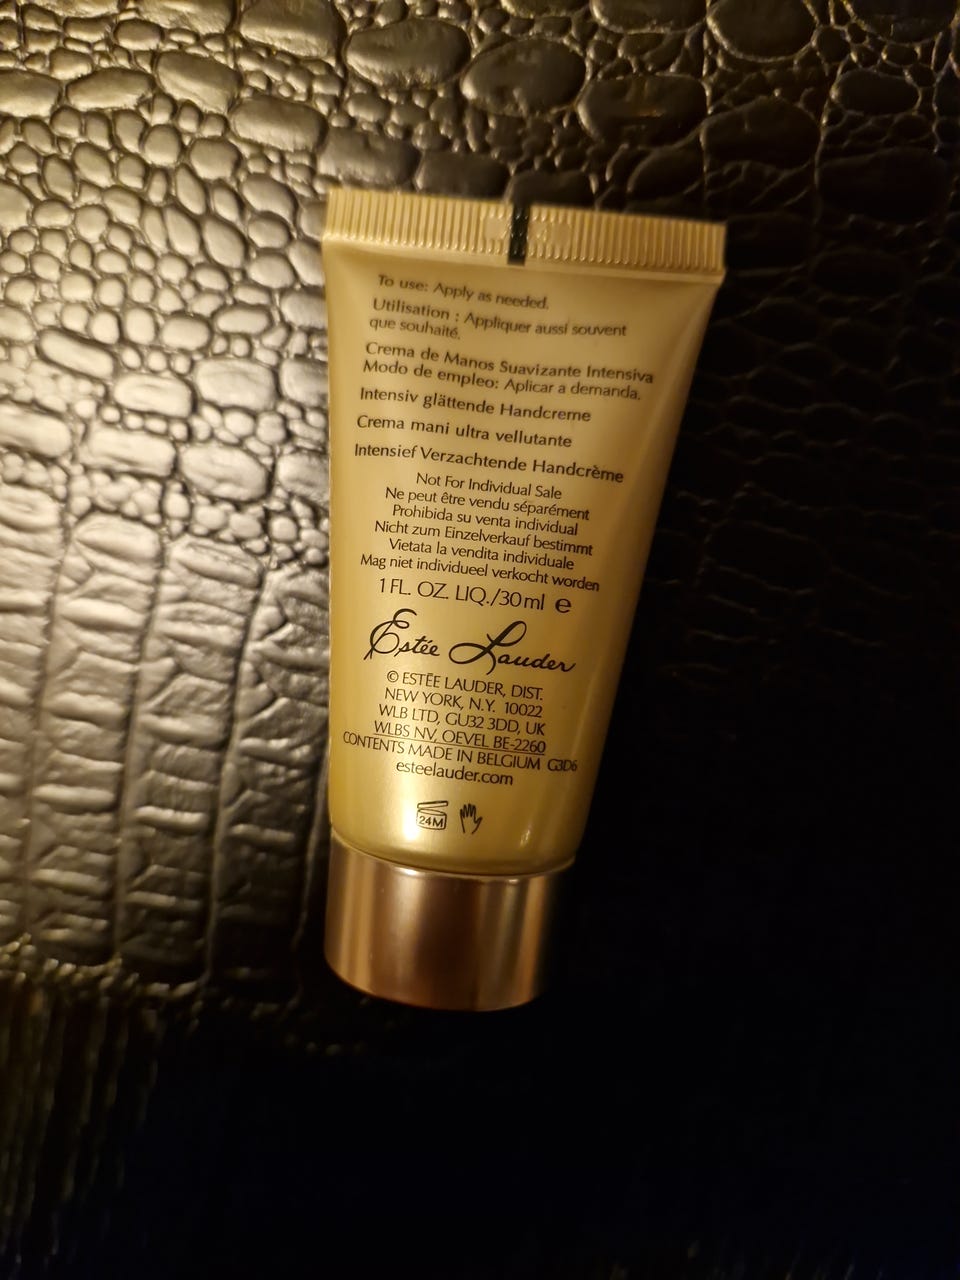 To use: Apply as needed.
Utilisation : Appliquer aussi souvent
que souhaité.
Crema de Manos Suavizante Intensiva
Modo de empleo: Aplicar a demanda.
Intensiv glättende Handcreme
Crema mani ultra vellutante
Intensief Verzachtende Handcrème
Not For Individual Sale
Ne peut être vendu séparément
Prohibida su venta individual
Nicht zum Einzelverkauf bestimmt
Vietata la vendita individuale
Mag niet individueel verkocht worden
1 FL. OZ. LIQ./30 ml ℮
Estée Lauder
© ESTÉE LAUDER, DIST.
NEW YORK, N.Y. 10022
WLB LTD, GU32 3DD, UK
WLBS NV, OEVEL BE-2260
CONTENTS MADE IN BELGIUM G3D6
esteelauder.com
24M